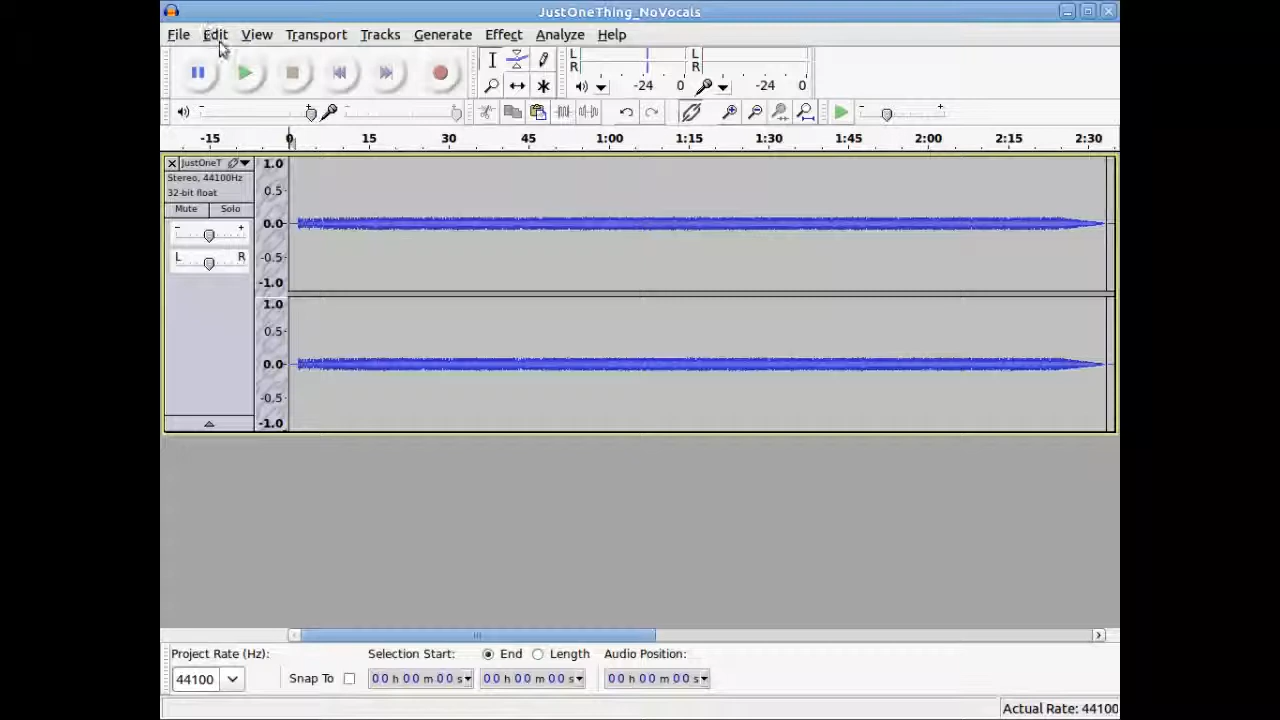 JustOneThing_NoVocals
File Edit View Transport Tracks Generate Effect Analyze Help
L L
R R
-24 0 -24 0
-15 0 15 30 45 1:00 1:15 1:30 1:45 2:00 2:15 2:30
JustOneT
Stereo, 44100Hz
32-bit float
Mute Solo
- +
L R
1.0
0.5
0.0
-0.5
-1.0
1.0
0.5
0.0
-0.5
-1.0
Project Rate (Hz): Selection Start: End Length Audio Position:
44100 Snap To 00 h 00 m 00 s 00 h 00 m 00 s 00 h 00 m 00 s
Actual Rate: 44100